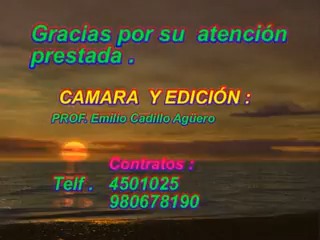 Gracias por su atención
prestada .
CAMARA Y EDICIÓN :
PROF. Emilio Cadillo Agüero
Contratos :
Telf . 4501025
980678190